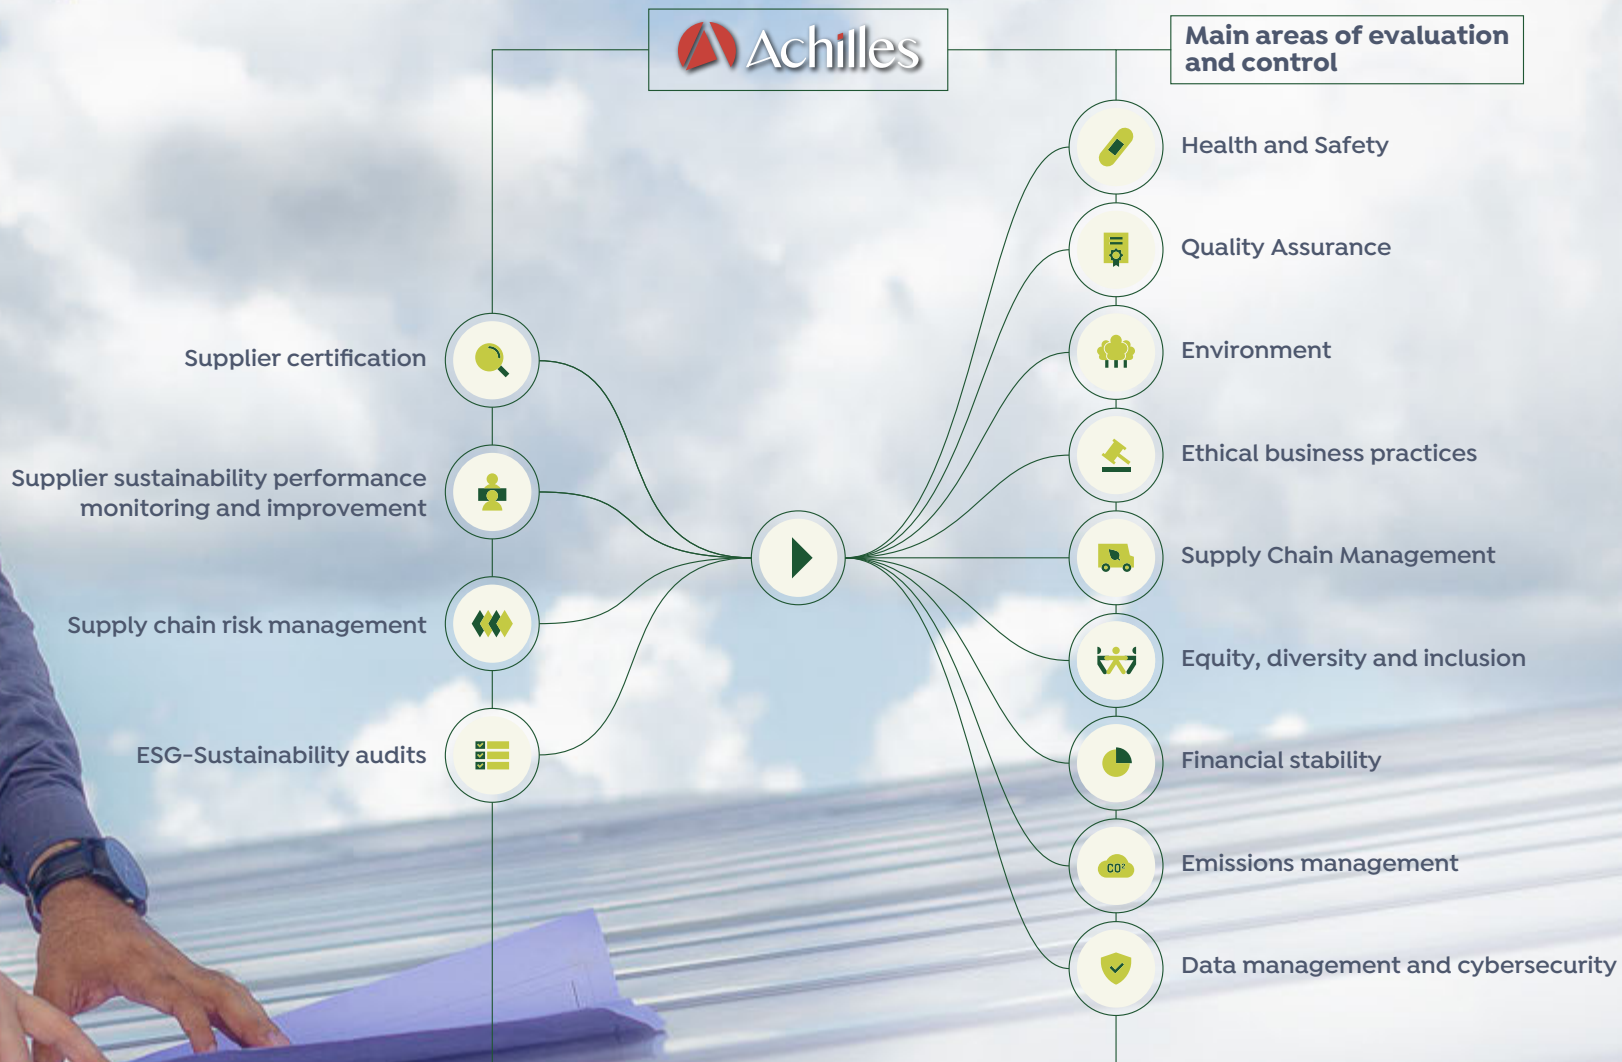 Achilles
Main areas of evaluation
and control
Supplier certification
Supplier sustainability performance
monitoring and improvement
Supply chain risk management
ESG-Sustainability audits
Health and Safety
Quality Assurance
Environment
Ethical business practices
Supply Chain Management
Equity, diversity and inclusion
Financial stability
CO²
Emissions management
Data management and cybersecurity